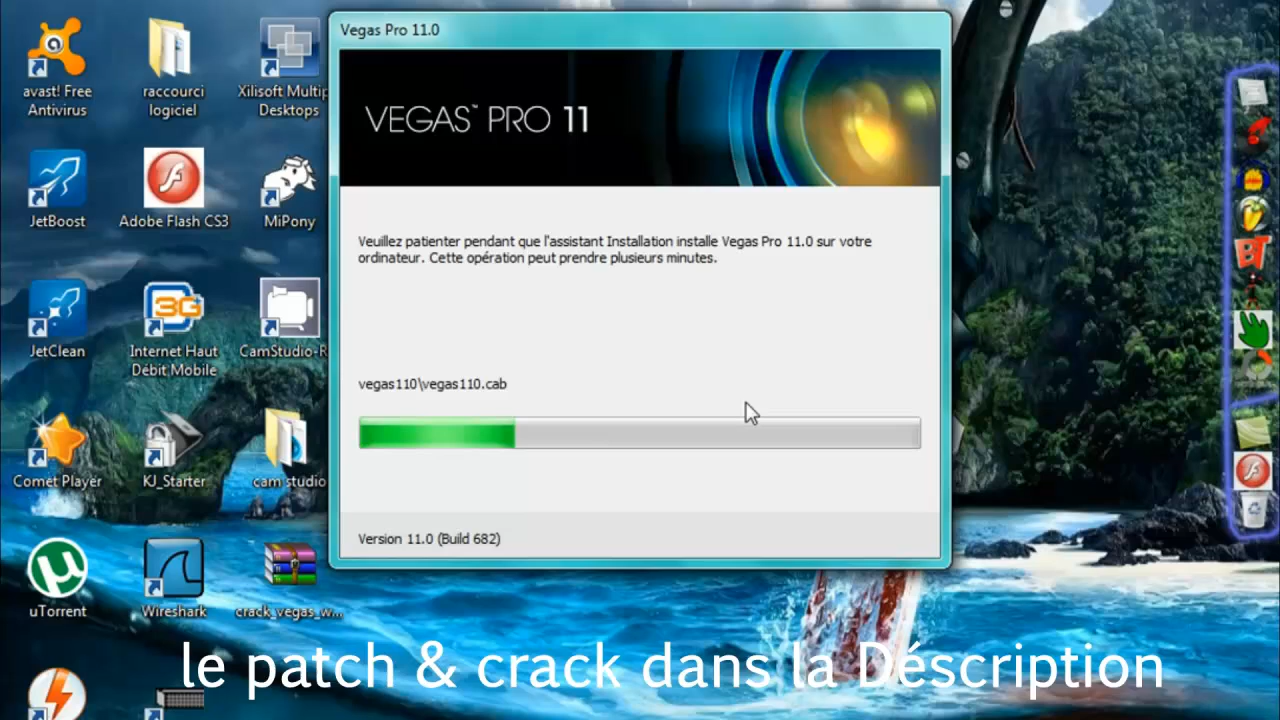 Vegas Pro 11.0
VEGAS™ PRO 11
Veuillez patienter pendant que l'assistant Installation installe Vegas Pro 11.0 sur votre
ordinateur. Cette opération peut prendre plusieurs minutes.
vegas110\vegas110.cab
Version 11.0 (Build 682)
avast! Free
Antivirus
raccourci
logiciel
Xilisoft Multip
Desktops
JetBoost
Adobe Flash CS3
MiPony
JetClean
3G
Internet Haut
Débit Mobile
CamStudio-R
Comet Player
KJ_Starter
cam studio
uTorrent
Wireshark
crack_vegas_w...
BT
le patch & crack dans la Déscription